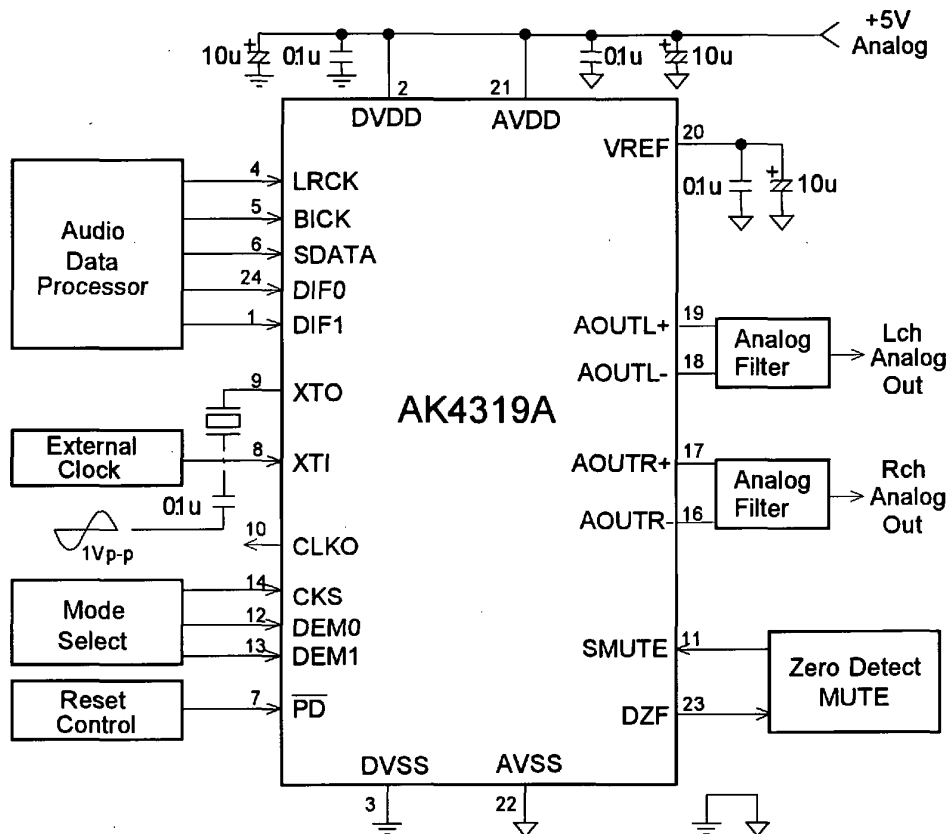 +5V
Analog
10u
0.1u
0.1u
10u
2
21
DVDD
AVDD
VREF
20
0.1u
10u
Audio
Data
Processor
4
LRCK
5
BICK
6
SDATA
24
DIF0
1
DIF1
AOUTL+
19
AOUTL-
18
Analog
Filter
Lch
Analog
Out
9
XTO
AK4319A
External
Clock
8
XTI
0.1u
1Vp-p
AOUTR+
17
AOUTR-
16
Analog
Filter
Rch
Analog
Out
10
CLKO
Mode
Select
14
CKS
12
DEM0
13
DEM1
SMUTE
11
DZF
23
Zero Detect
MUTE
Reset
Control
7
PD
DVSS
AVSS
3
22